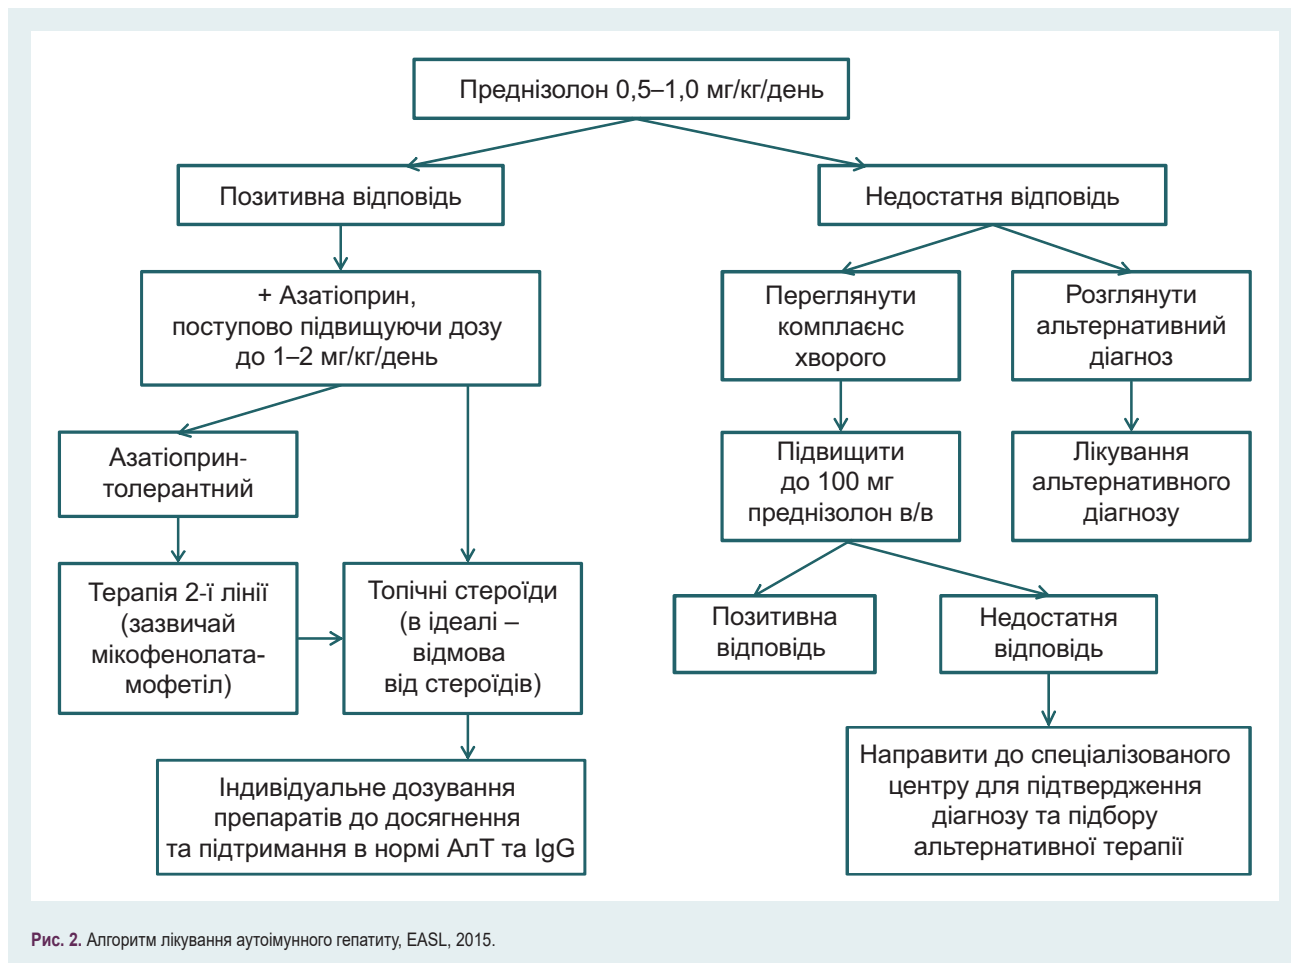 Преднізолон 0,5–1,0 мг/кг/день
Позитивна відповідь
Недостатня відповідь
+ Азатіоприн,
поступово підвищуючи дозу
до 1–2 мг/кг/день
Переглянути
комплаєнс
хворого
Розглянути
альтернативний
діагноз
Азатіоприн-
толерантний
Підвищити
до 100 мг
преднізолон в/в
Лікування
альтернативного
діагнозу
Терапія 2-ї лінії
(зазвичай
мікофенолата-
мофетіл)
Топічні стероїди
(в ідеалі –
відмова
від стероїдів)
Позитивна
відповідь
Недостатня
відповідь
Індивідуальне дозування
препаратів до досягнення
та підтримання в нормі АлТ та IgG
Направити до спеціалізованого
центру для підтвердження
діагнозу та підбору
альтернативної терапії
Рис. 2. Алгоритм лікування аутоімунного гепатиту, EASL, 2015.